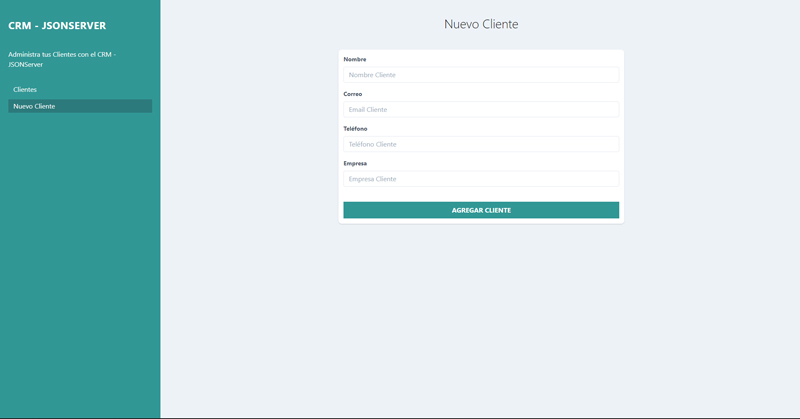 CRM - JSONSERVER
Administra tus Clientes con el CRM -
JSONServer
Clientes
Nuevo Cliente
Nuevo Cliente
Nombre
Nombre Cliente
Correo
Email Cliente
Teléfono
Teléfono Cliente
Empresa
Empresa Cliente
AGREGAR CLIENTE